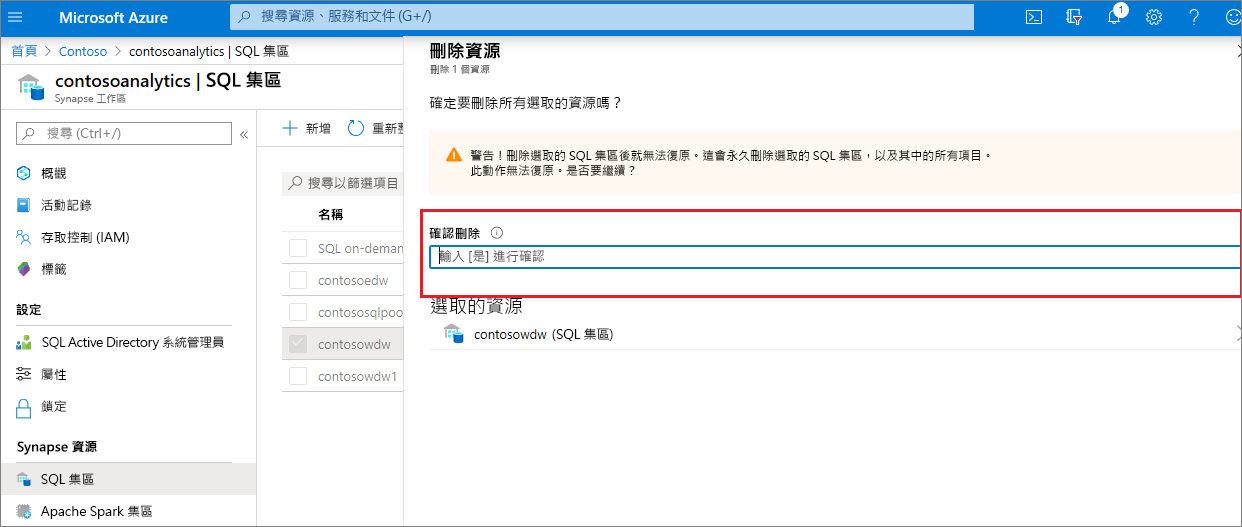 Microsoft Azure
搜尋資源、服務和文件 (G+/)
1
首頁 > Contoso > contosoanalytics | SQL 集區
contosoanalytics | SQL 集區
Synapse 工作區
搜尋 (Ctrl+/)
«
概觀
活動記錄
存取控制 (IAM)
標籤
設定
SQL Active Directory 系統管理員
屬性
鎖定
Synapse 資源
SQL 集區
Apache Spark 集區
新增
重新整
搜尋以篩選項目
名稱
SQL on-deman
contosoedw
contososqlpoo
contosowdw
contosowdw1
刪除資源
刪除 1 個資源
確定要刪除所有選取的資源嗎？
警告！刪除選取的 SQL 集區後就無法復原。這會永久刪除選取的 SQL 集區，以及其中的所有項目。
此動作無法復原。是否要繼續？
確認刪除
輸入 [是] 進行確認
選取的資源
contosowdw (SQL 集區)